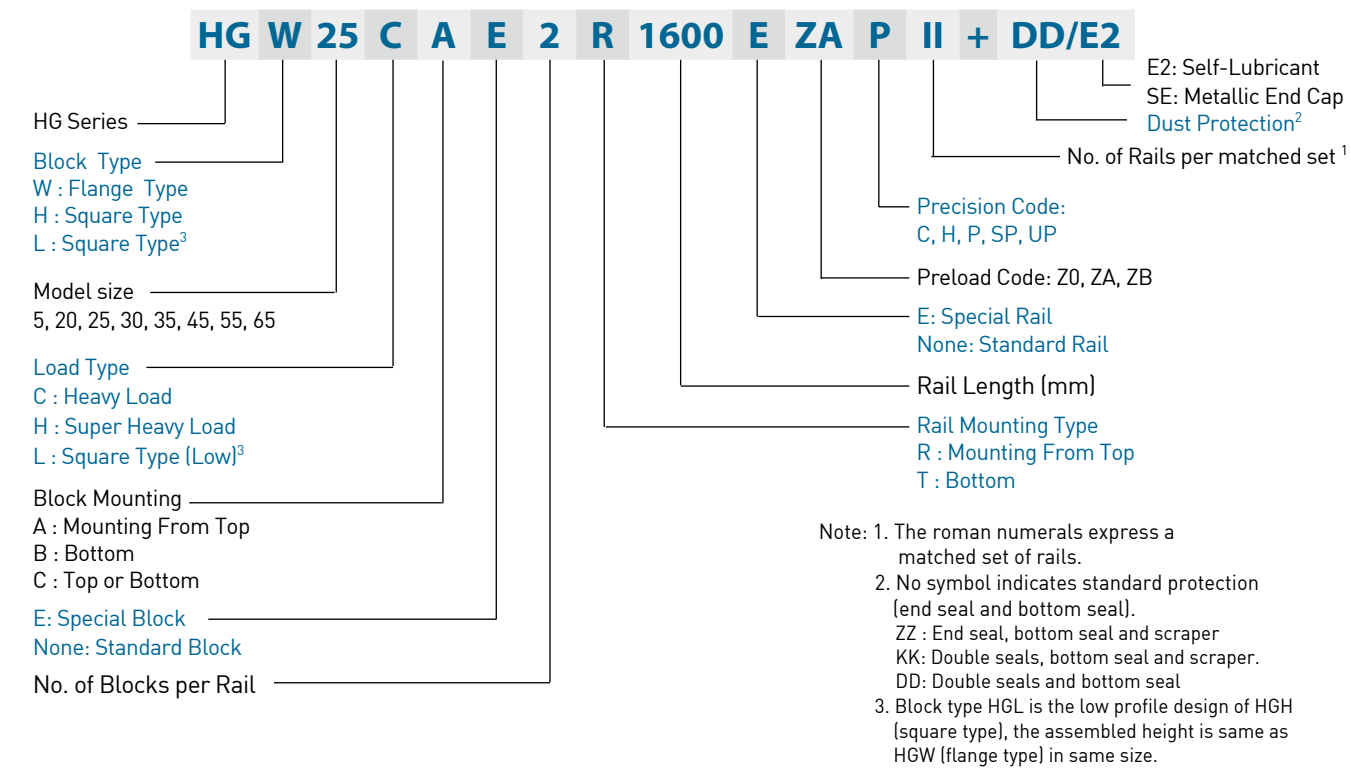 HG W 25 C A E 2 R 1600 E ZA P II + DD/E2
HG Series
Block Type
W : Flange Type
H : Square Type
L : Square Type³
Model size
5, 20, 25, 30, 35, 45, 55, 65
Load Type
C : Heavy Load
H : Super Heavy Load
L : Square Type (Low)³
Block Mounting
A : Mounting From Top
B : Bottom
C : Top or Bottom
E: Special Block
None: Standard Block
No. of Blocks per Rail
E2: Self-Lubricant
SE: Metallic End Cap
Dust Protection²
No. of Rails per matched set ¹
Precision Code:
C, H, P, SP, UP
Preload Code: Z0, ZA, ZB
E: Special Rail
None: Standard Rail
Rail Length (mm)
Rail Mounting Type
R : Mounting From Top
T : Bottom
Note: 1. The roman numerals express a
matched set of rails.
2. No symbol indicates standard protection
(end seal and bottom seal).
ZZ : End seal, bottom seal and scraper
KK: Double seals, bottom seal and scraper.
DD: Double seals and bottom seal
3. Block type HGL is the low profile design of HGH
(square type), the assembled height is same as
HGW (flange type) in same size.